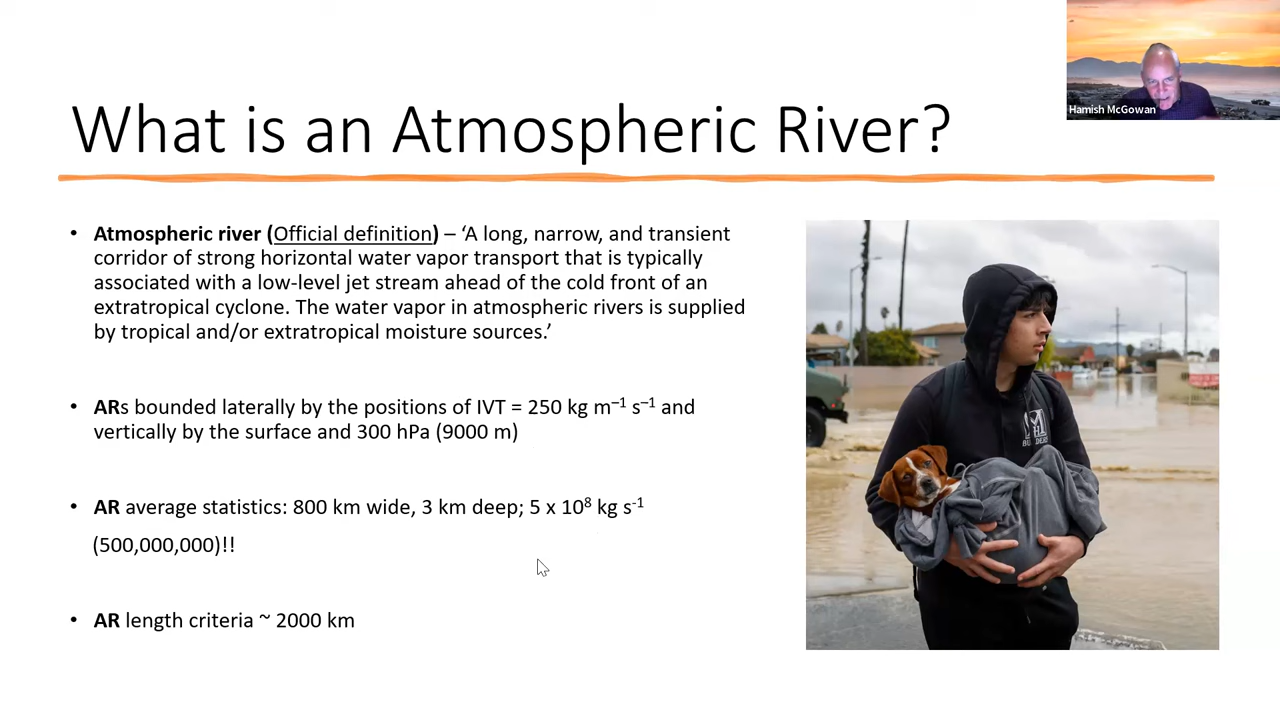 Hamish McGowan
What is an Atmospheric River?
• Atmospheric river (Official definition) – ‘A long, narrow, and transient
corridor of strong horizontal water vapor transport that is typically
associated with a low-level jet stream ahead of the cold front of an
extratropical cyclone. The water vapor in atmospheric rivers is supplied
by tropical and/or extratropical moisture sources.’
• ARs bounded laterally by the positions of IVT = 250 kg m⁻¹ s⁻¹ and
vertically by the surface and 300 hPa (9000 m)
• AR average statistics: 800 km wide, 3 km deep; 5 x 10⁸ kg s⁻¹
(500,000,000)!!
• AR length criteria ~ 2000 km